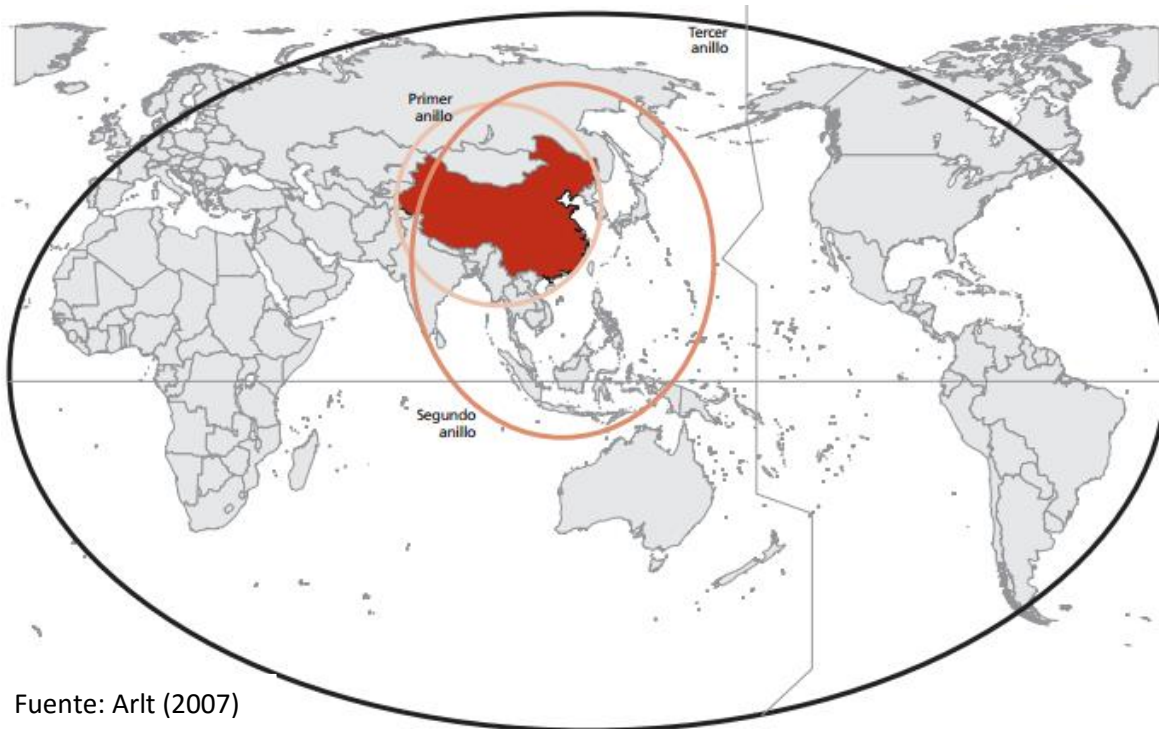 Tercer
anillo
Primer
anillo
Segundo
anillo
Fuente: Arlt (2007)